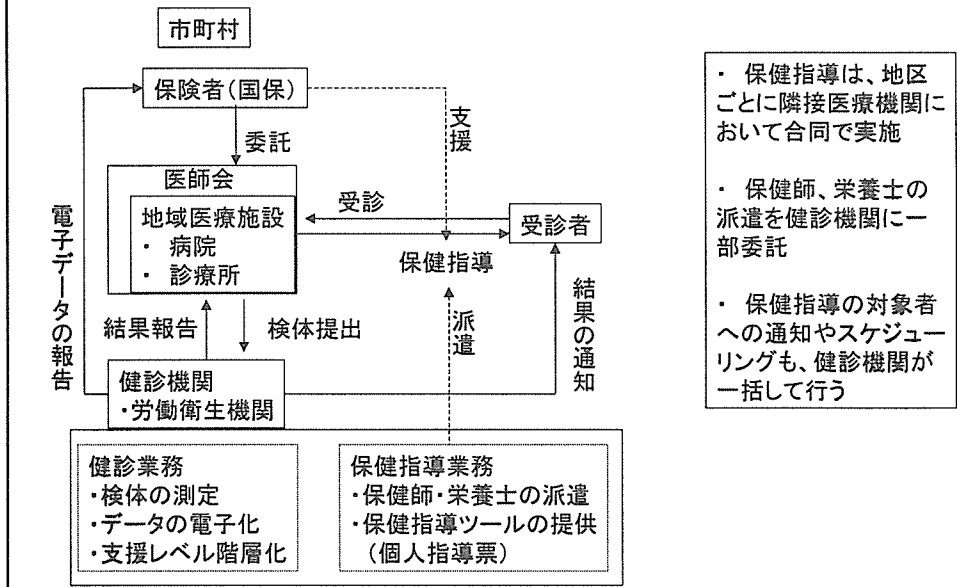 市町村
保険者(国保)
委託
支援
医師会
地域医療施設
・ 病院
・ 診療所
受診
受診者
保健指導
電子データの報告
結果報告
検体提出
派遣
結果の通知
健診機関
・労働衛生機関
健診業務
・検体の測定
・データの電子化
・支援レベル階層化
保健指導業務
・保健師・栄養士の派遣
・保健指導ツールの提供
(個人指導票)
・ 保健指導は、地区
ごとに隣接医療機関に
おいて合同で実施
・ 保健師、栄養士の
派遣を健診機関に一
部委託
・ 保健指導の対象者
への通知やスケジュー
リングも、健診機関が
一括して行う